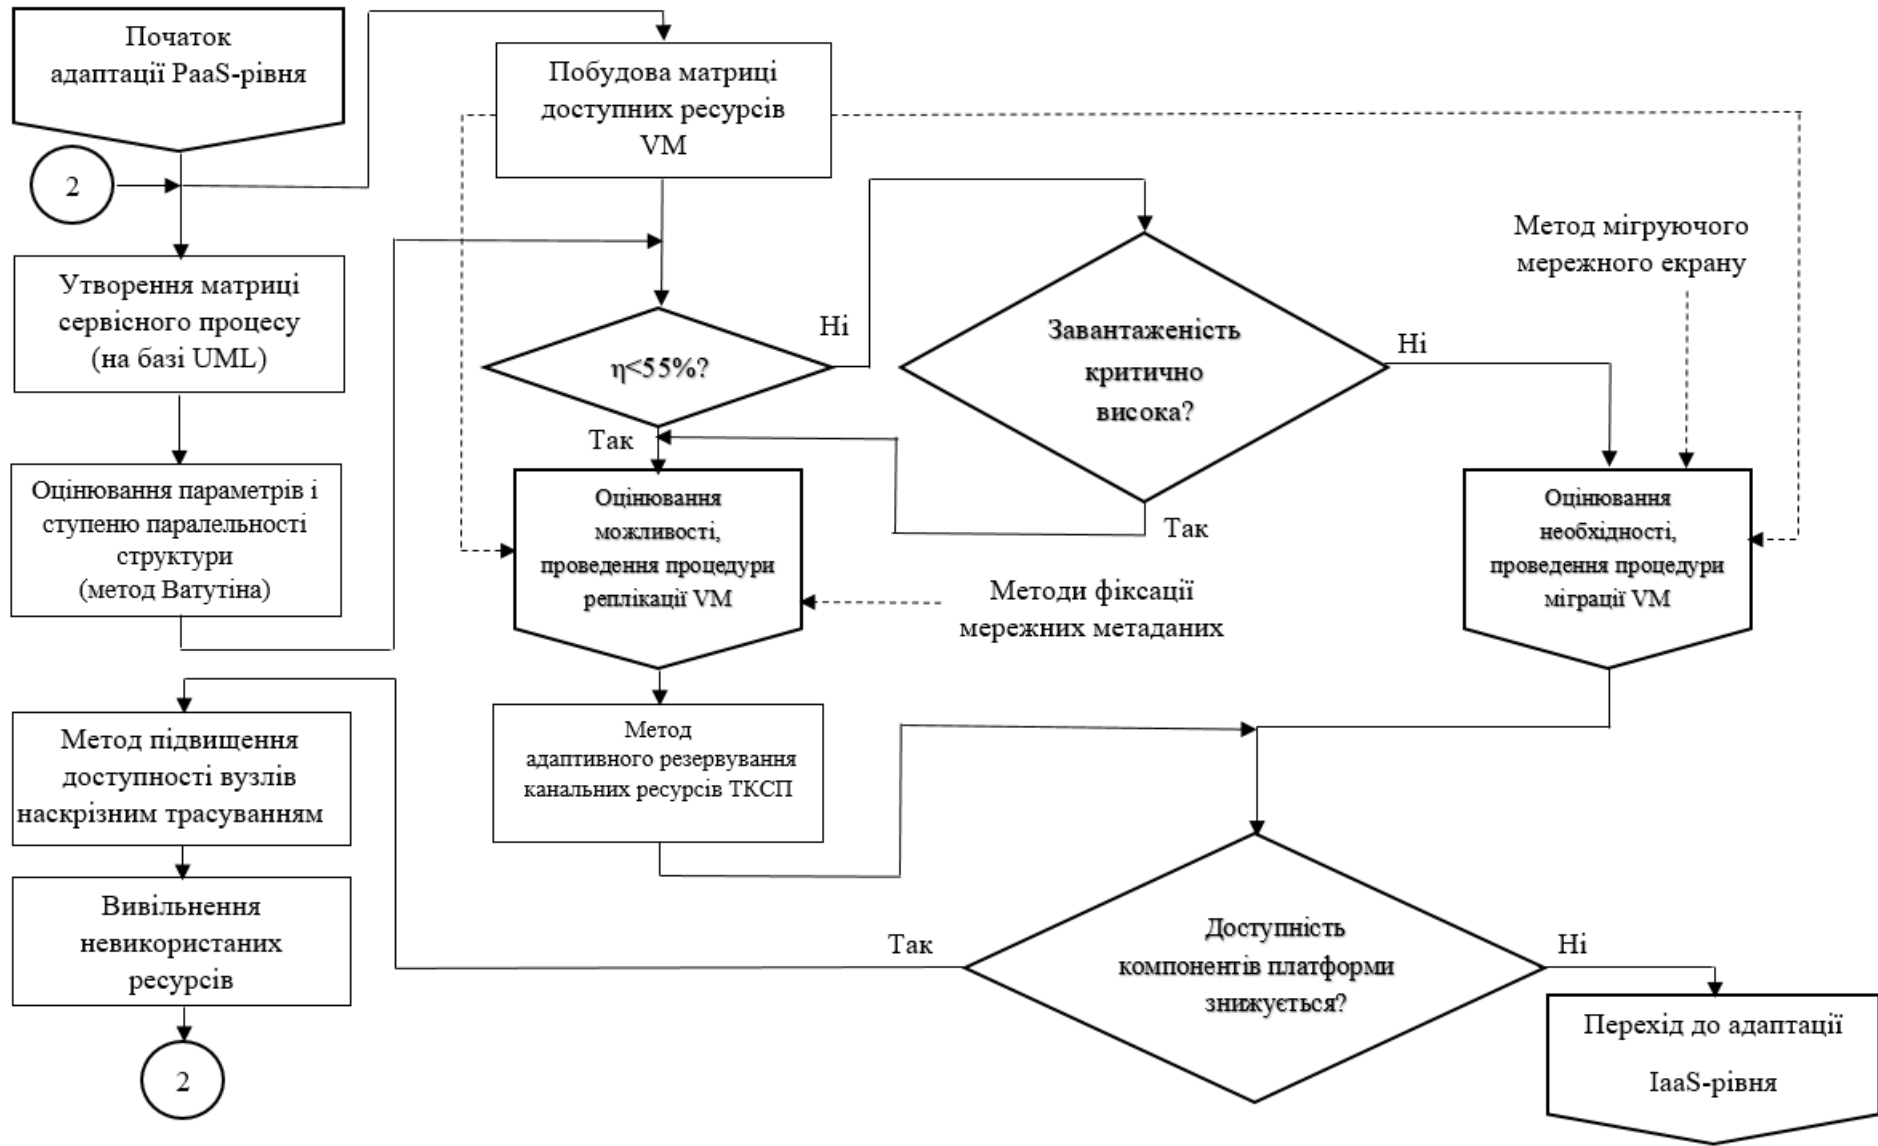 Початок
адаптації PaaS-рівня
2
Утворення матриці
сервісного процесу
(на базі UML)
Оцінювання параметрів і
ступеню паралельності
структури
(метод Ватутіна)
Побудова матриці
доступних ресурсів
VM
η<55%?
Ні
Так
Завантаженість
критично
висока?
Ні
Так
Метод мігруючого
мережного екрану
Оцінювання
можливості,
проведення процедури
реплікації VM
Методи фіксації
мережних метаданих
Оцінювання
необхідності,
проведення процедури
міграції VM
Метод
адаптивного резервування
канальних ресурсів ТКСП
Доступність
компонентів платформи
знижується?
Так
Ні
Метод підвищення
доступності вузлів
наскрізним трасуванням
Вивільнення
невикористаних
ресурсів
2
Перехід до адаптації
IaaS-рівня